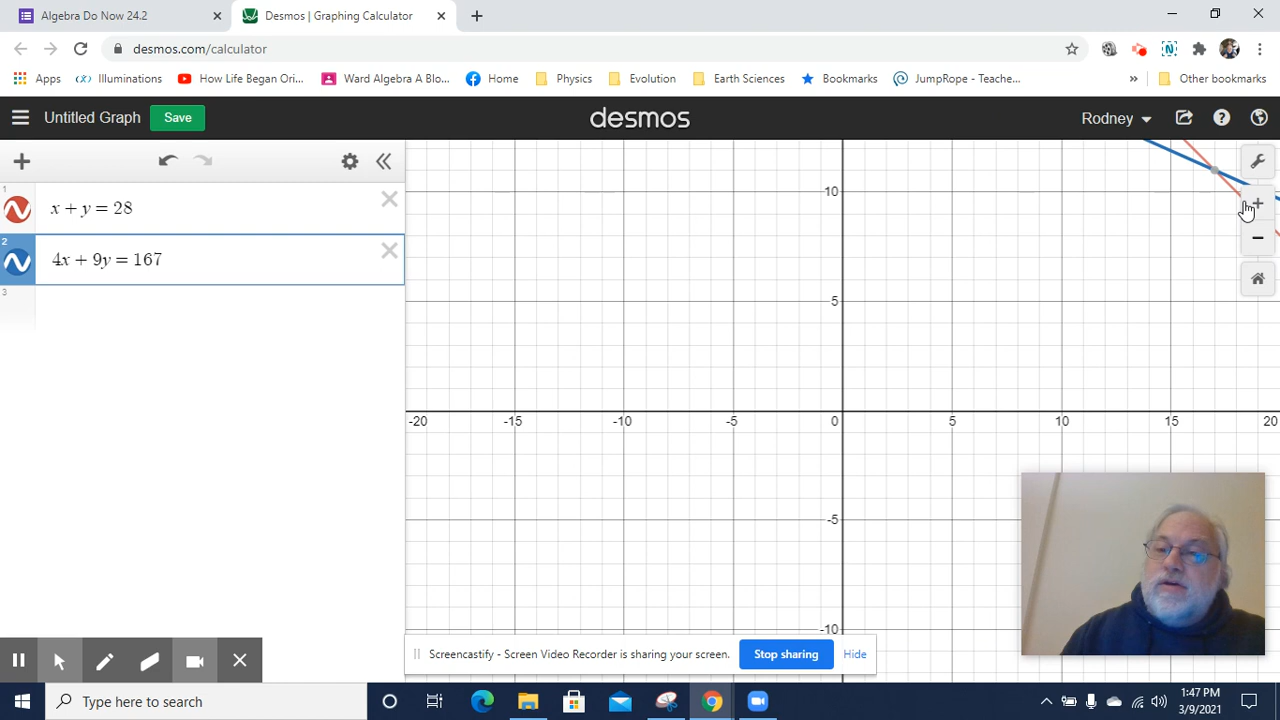 Algebra Do Now 24.2
Desmos | Graphing Calculator
desmos.com/calculator
Apps
Illuminations
How Life Began Ori...
Ward Algebra A Blo...
Home
Physics
Evolution
Earth Sciences
Bookmarks
JumpRope - Teache...
»
Other bookmarks
Untitled Graph
Save
desmos
Rodney
1
x + y = 28
2
4x + 9y = 167
3
10
5
-20
-15
-10
-5
0
5
10
15
20
-5
-10
Screencastify - Screen Video Recorder is sharing your screen.
Stop sharing
Hide
Type here to search
1:47 PM
3/9/2021